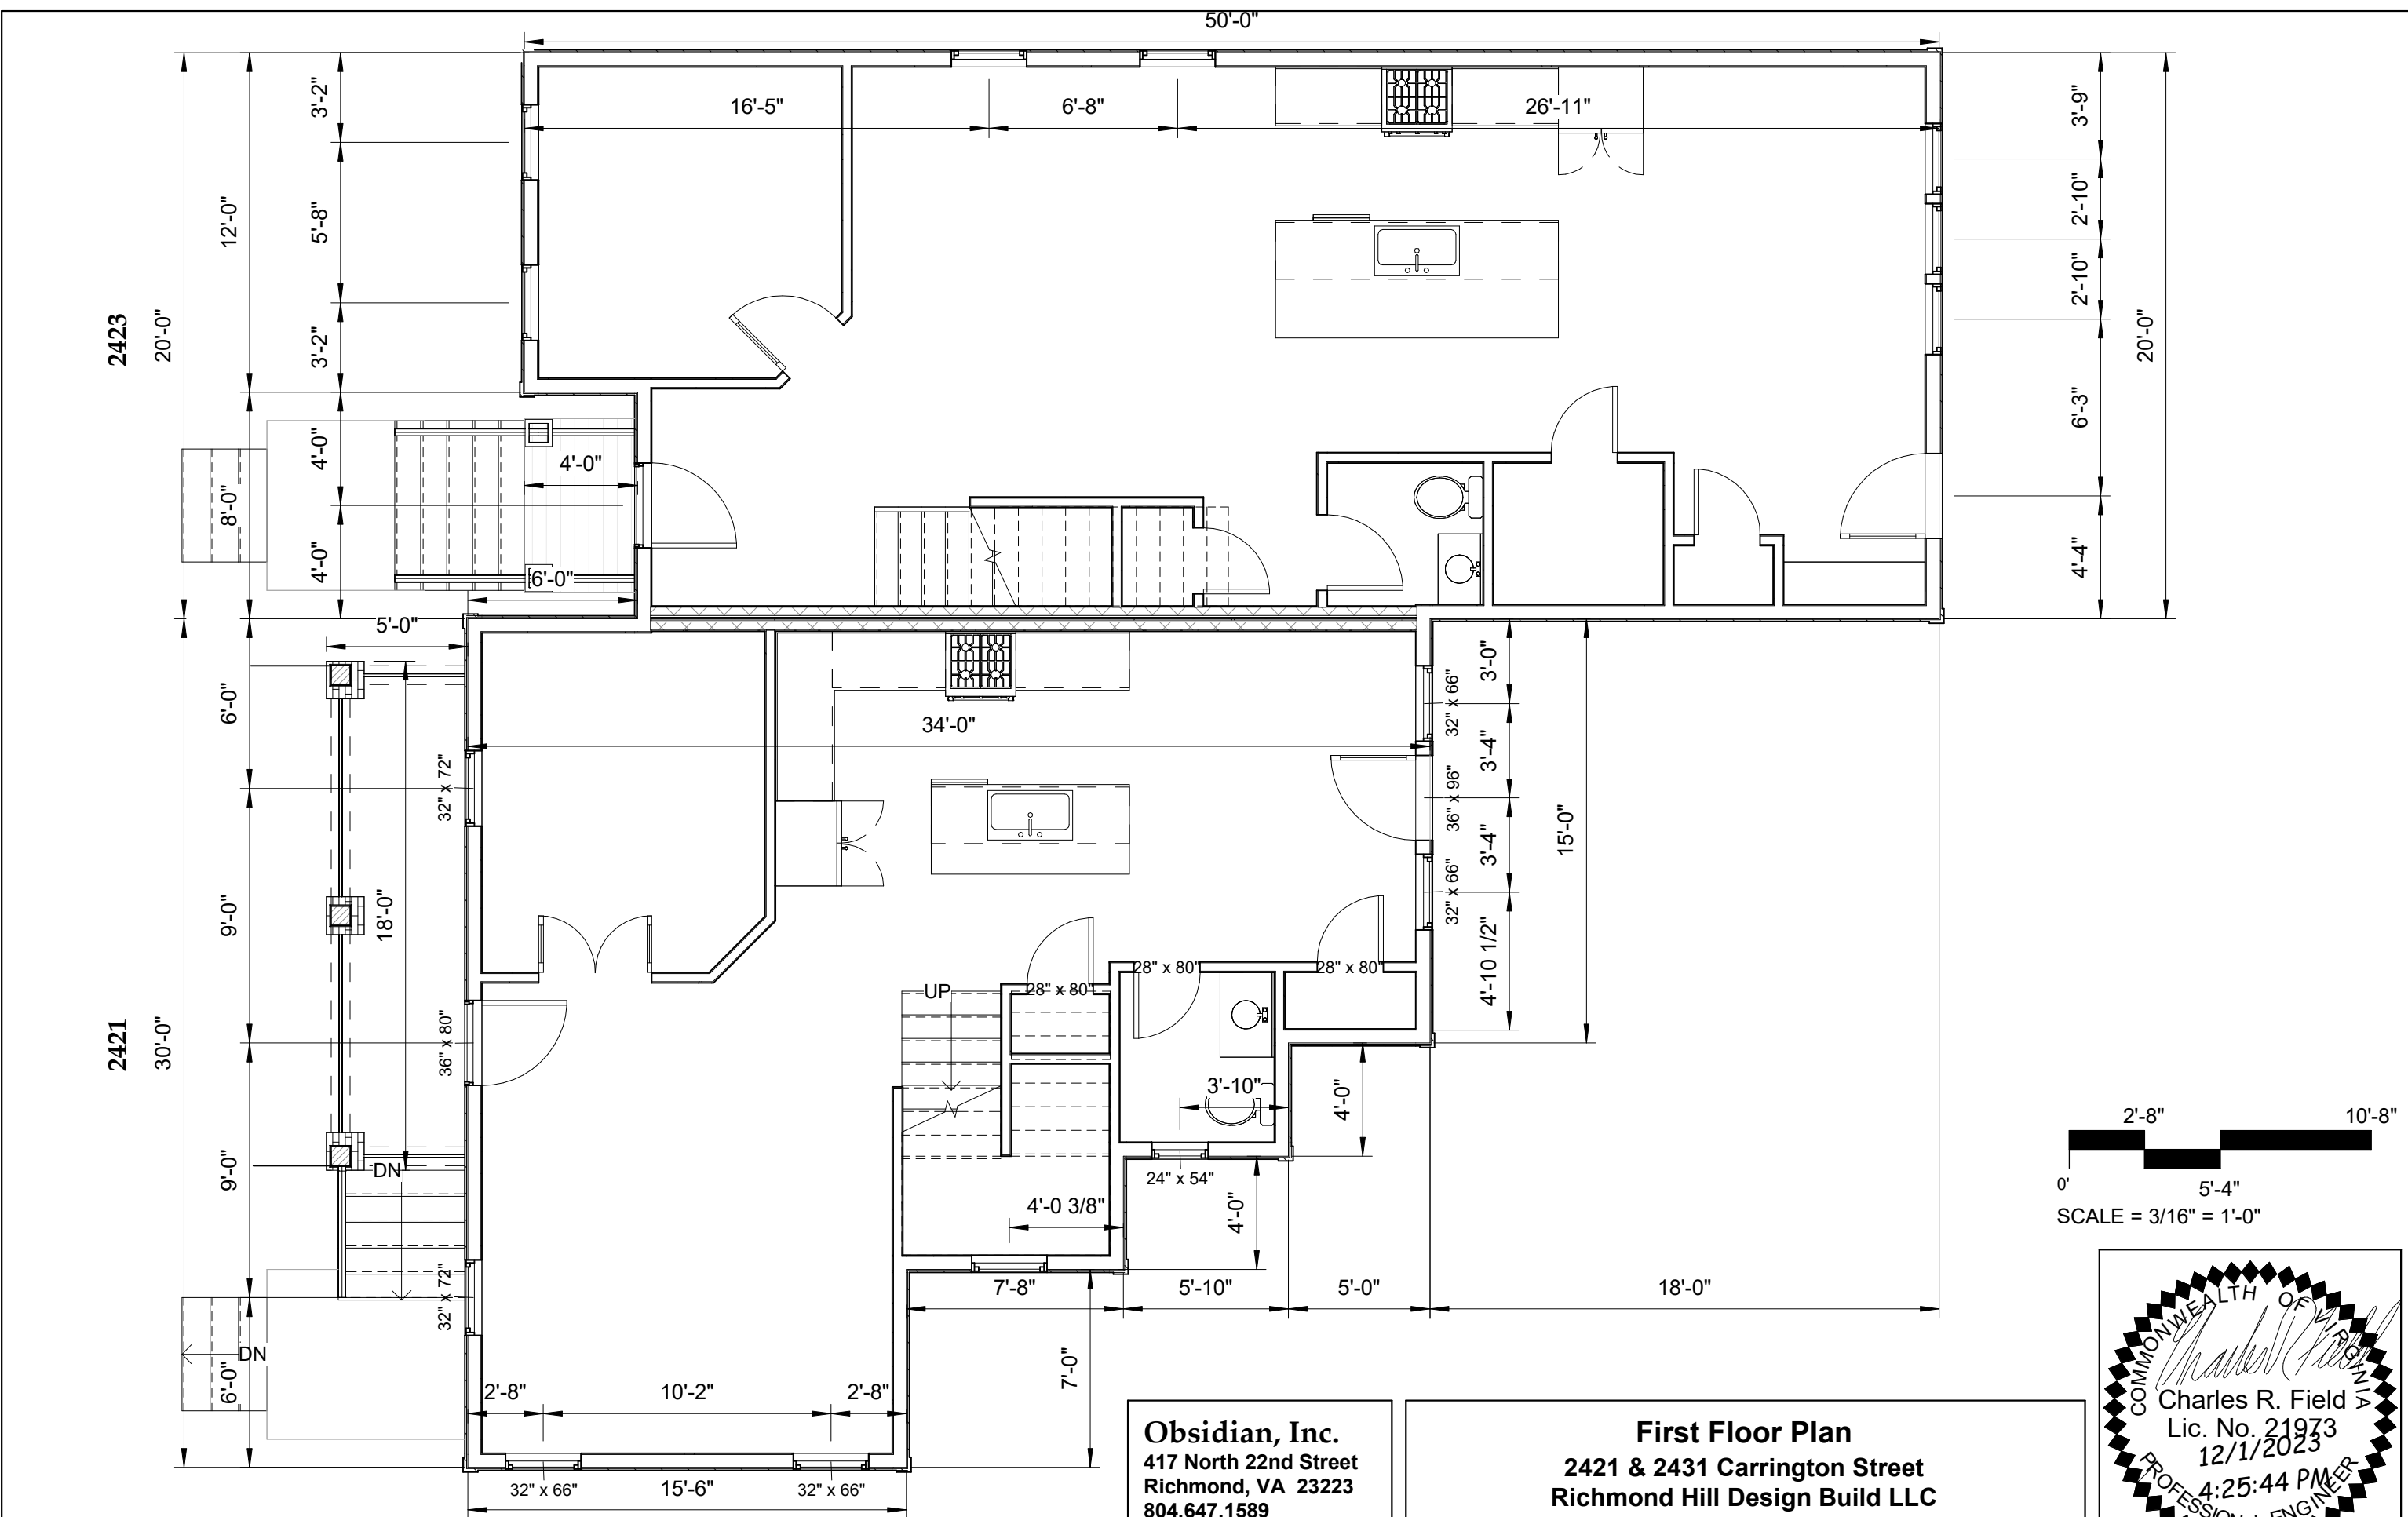 50'-0"
16'-5"
6'-8"
26'-11"
3'-2"
5'-8"
3'-2"
12'-0"
20'-0"
2423
8'-0"
4'-0"
4'-0"
4'-0"
6'-0"
3'-9"
2'-10"
2'-10"
6'-3"
4'-4"
20'-0"
5'-0"
34'-0"
6'-0"
9'-0"
9'-0"
6'-0"
18'-0"
30'-0"
2421
32" x 72"
36" x 80"
32" x 72"
32" x 66"
36" x 96"
32" x 66"
3'-0"
3'-4"
3'-4"
4'-10 1/2"
15'-0"
28" x 80"
28" x 80"
28" x 80"
UP
DN
DN
3'-10"
4'-0"
24" x 54"
4'-0 3/8"
4'-0"
7'-8"
5'-10"
5'-0"
18'-0"
7'-0"
2'-8"
10'-2"
2'-8"
32" x 66"
15'-6"
32" x 66"
2'-8"
10'-8"
0'
5'-4"
SCALE = 3/16" = 1'-0"
Obsidian, Inc.
417 North 22nd Street
Richmond, VA 23223
804.647.1589
First Floor Plan
2421 & 2431 Carrington Street
Richmond Hill Design Build LLC
COMMONWEALTH OF VIRGINIA
Charles R. Field
Lic. No. 21973
12/1/2023
4:25:44 PM
PROFESSIONAL ENGINEER